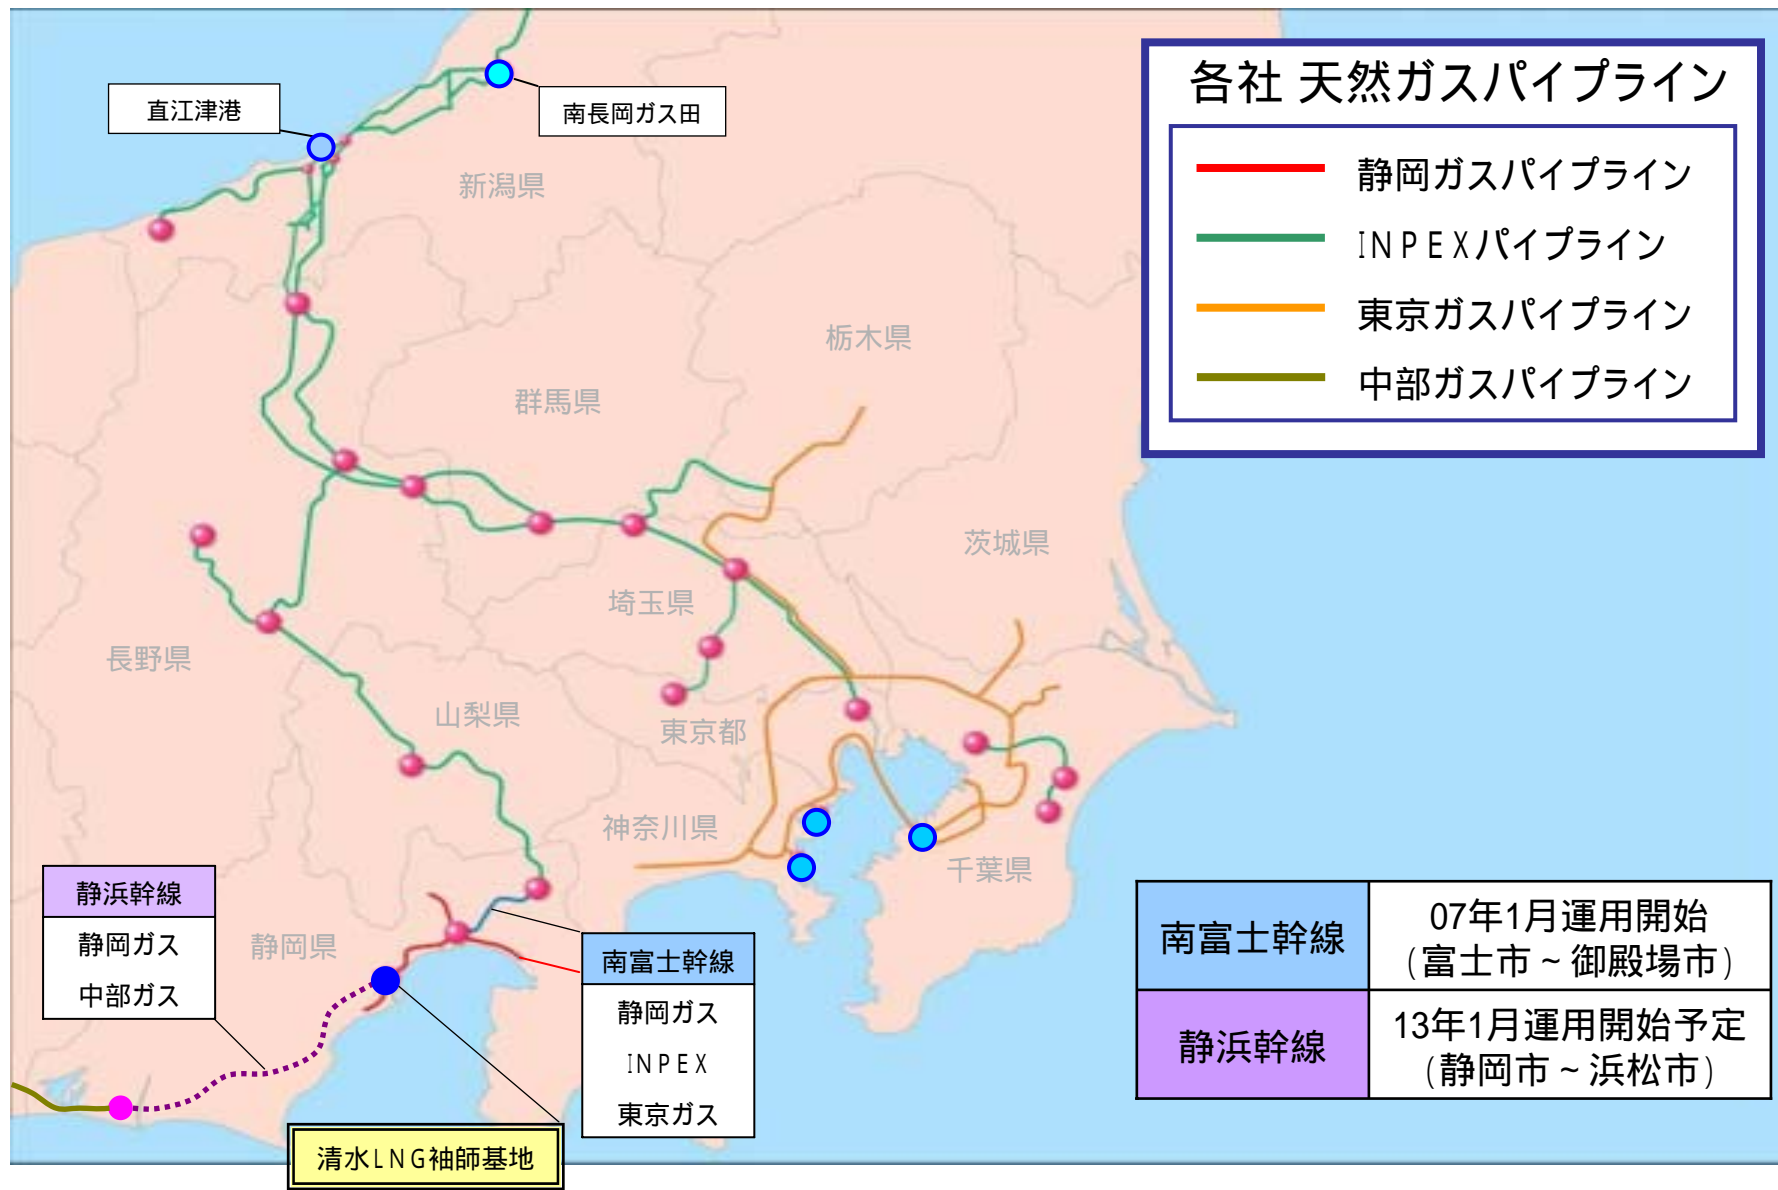 各社 天然ガスパイプライン
静岡ガスパイプライン
INPEXパイプライン
東京ガスパイプライン
中部ガスパイプライン
直江津港
南長岡ガス田
新潟県
栃木県
群馬県
茨城県
埼玉県
長野県
山梨県
東京都
神奈川県
千葉県
静岡県
静浜幹線
静岡ガス
中部ガス
南富士幹線
静岡ガス
INPEX
東京ガス
清水LNG袖師基地
南富士幹線
07年1月運用開始
(富士市~御殿場市)
静浜幹線
13年1月運用開始予定
(静岡市~浜松市)